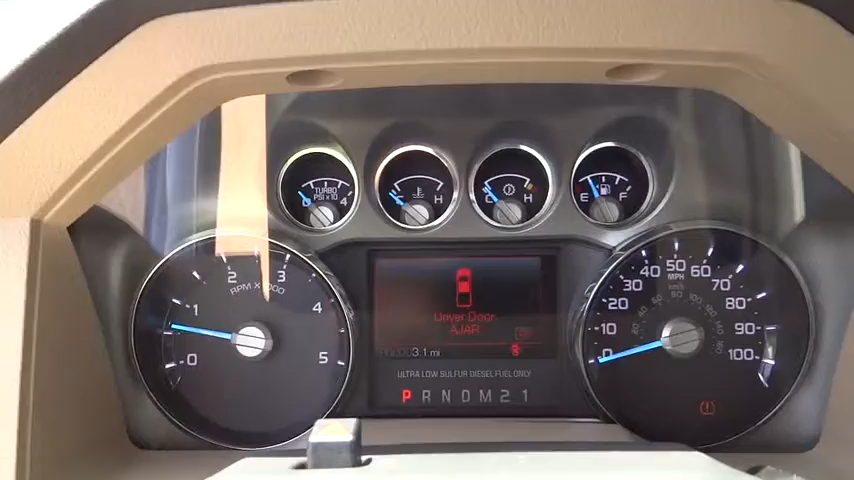 TURBO
PSI x 10
0 4
H
C H
E F
0 1 2 3 4 5
RPM x 1000
Driver Door
AJAR
3.1 mi
ULTRA LOW SULFUR DIESEL FUEL ONLY
P R N D M 2 1
0 10 20 30 40 50 60 70 80 90 100
MPH
km/h